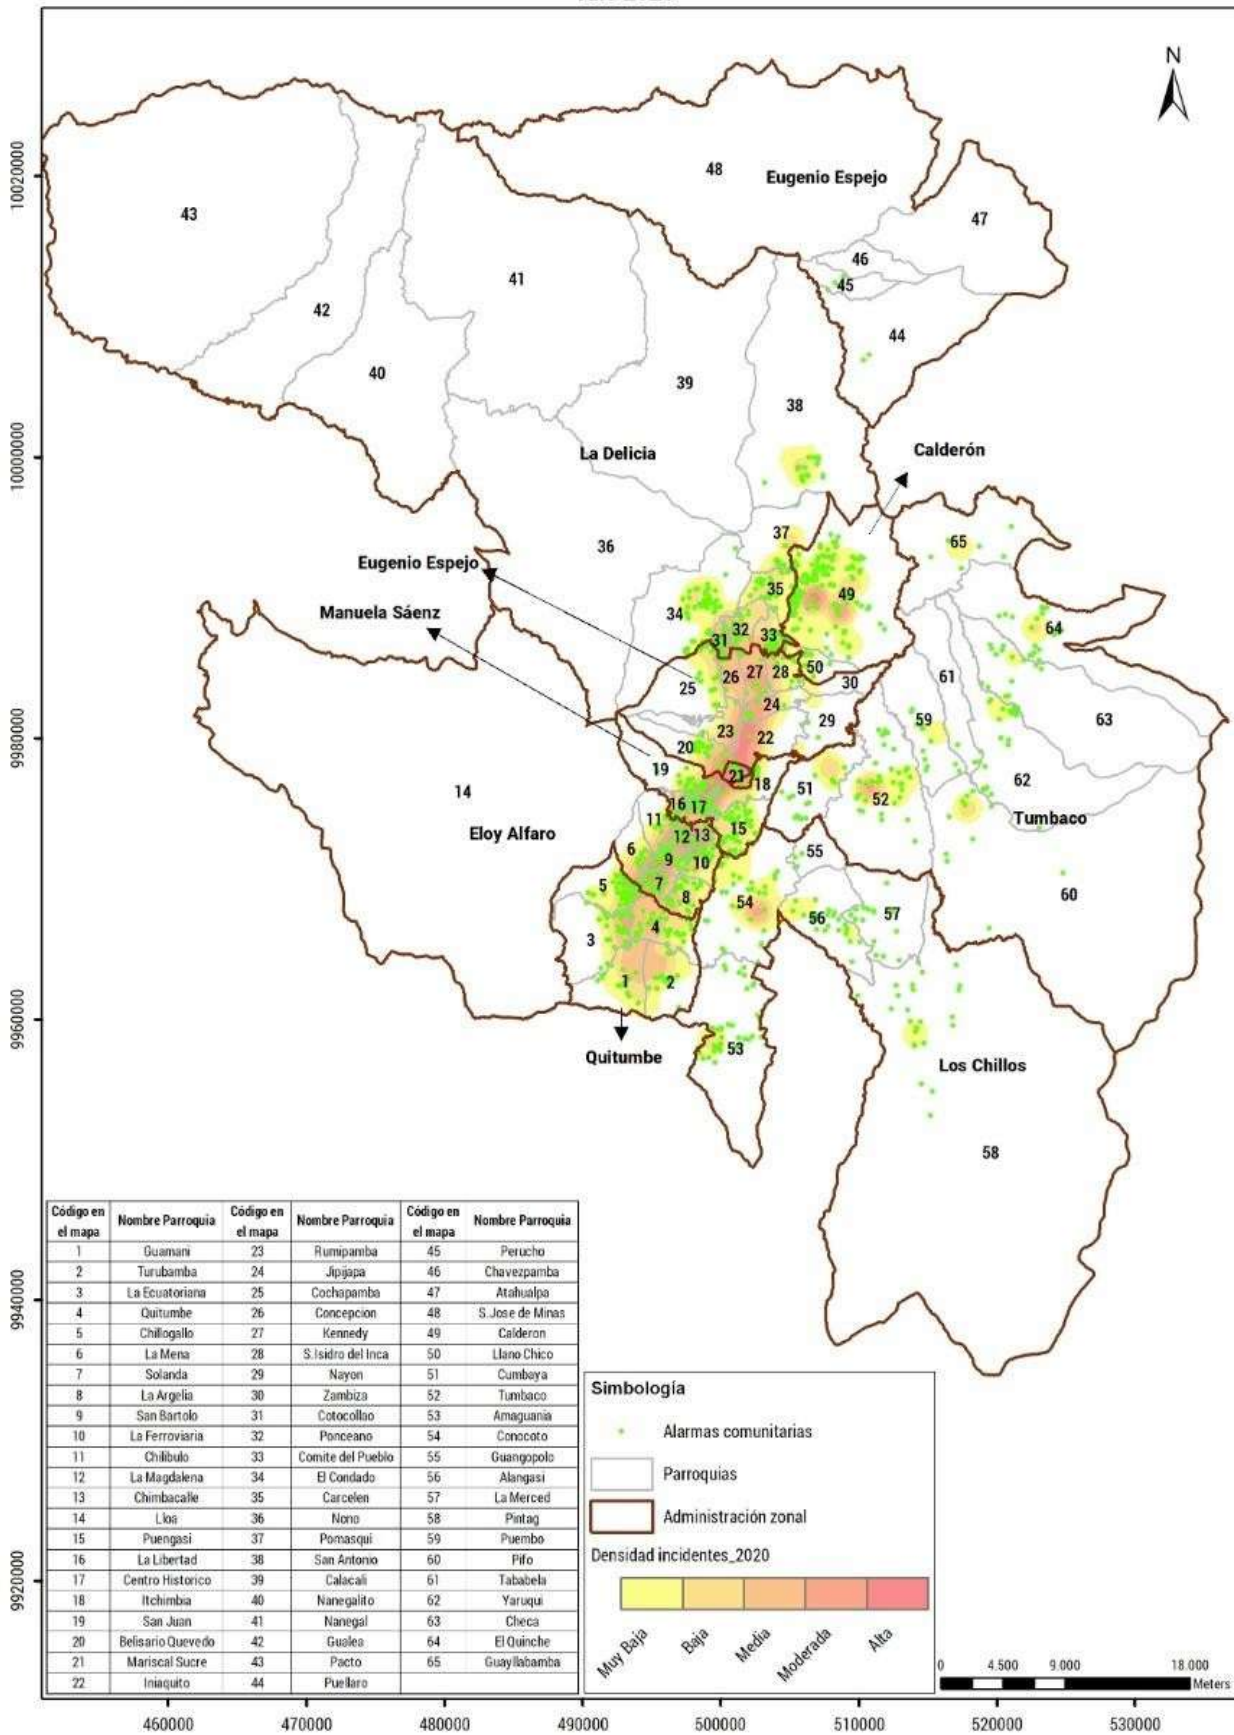 N
48
Eugenio Espejo
47
43
46
41
45
42
44
40
39
38
La Delicia
Calderón
37
65
36
Eugenio Espejo
35
49
Manuela Sáenz
34
32
64
33
31
50
27
28
26
30
61
25
24
29
59
63
23
22
20
19
21
18
51
62
14
52
16
17
Tumbaco
11
15
12
13
Eloy Alfaro
6
55
9
10
5
7
60
8
54
57
56
4
3
1
2
53
Quitumbe
Los Chillos
58
10020000
10000000
9980000
9960000
9940000
9920000
Código en el mapa Nombre Parroquia Código en el mapa Nombre Parroquia Código en el mapa Nombre Parroquia
1 Guamani 23 Rumipamba 45 Perucho
2 Turubamba 24 Jipijapa 46 Chavezpamba
3 La Ecuatoriana 25 Cochapamba 47 Atahualpa
4 Quitumbe 26 Concepcion 48 S.Jose de Minas
5 Chillogallo 27 Kennedy 49 Calderon
6 La Mena 28 S.Isidro del Inca 50 Llano Chico
7 Solanda 29 Nayon 51 Cumbaya
8 La Argelia 30 Zambiza 52 Tumbaco
9 San Bartolo 31 Cotocollao 53 Amaguania
10 La Ferroviaria 32 Ponceano 54 Conocoto
11 Chilibulo 33 Comite del Pueblo 55 Guangopolo
12 La Magdalena 34 El Condado 56 Alangasi
13 Chimbacalle 35 Carcelen 57 La Merced
14 Lloa 36 Nono 58 Pintag
15 Puengasi 37 Pomasqui 59 Puembo
16 La Libertad 38 San Antonio 60 Pifo
17 Centro Historico 39 Calacali 61 Tababela
18 Itchimbia 40 Nanegalito 62 Yaruqui
19 San Juan 41 Nanegal 63 Checa
20 Belisario Quevedo 42 Gualea 64 El Quinche
21 Mariscal Sucre 43 Pacto 65 Guayllabamba
22 Iniaquito 44 Puellaro
Simbología
Alarmas comunitarias
Parroquias
Administración zonal
Densidad incidentes_2020
Muy Baja
Baja
Media
Moderada
Alta
0 4.500 9.000 18.000
Meters
460000 470000 480000 490000 500000 510000 520000 530000